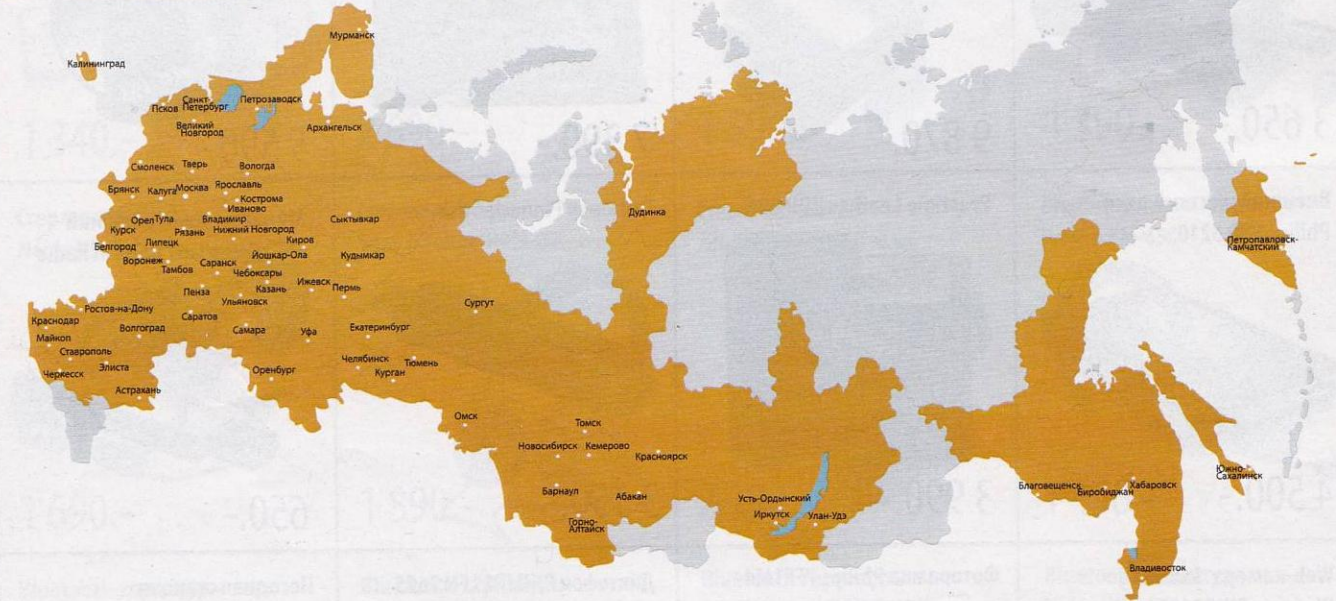 Мурманск
Калининград
Санкт-
Петербург
Петрозаводск
Псков
Великий
Новгород
Архангельск
Смоленск
Тверь
Вологда
Брянск
Калуга
Москва
Ярославль
Кострома
Иваново
Дудинка
Орел
Тула
Владимир
Сыктывкар
Курск
Рязань
Нижний Новгород
Петропавловск-
Камчатский
Белгород
Липецк
Киров
Воронеж
Йошкар-Ола
Кудымкар
Тамбов
Саранск
Чебоксары
Пенза
Казань
Ижевск
Пермь
Ульяновск
Сургут
Ростов-на-Дону
Саратов
Краснодар
Волгоград
Самара
Уфа
Екатеринбург
Майкоп
Ставрополь
Челябинск
Тюмень
Черкесск
Элиста
Оренбург
Курган
Астрахань
Омск
Томск
Новосибирск
Кемерово
Красноярск
Южно-
Сахалинск
Барнаул
Абакан
Усть-Ордынский
Благовещенск
Биробиджан
Хабаровск
Горно-
Алтайск
Иркутск
Улан-Удэ
Владивосток